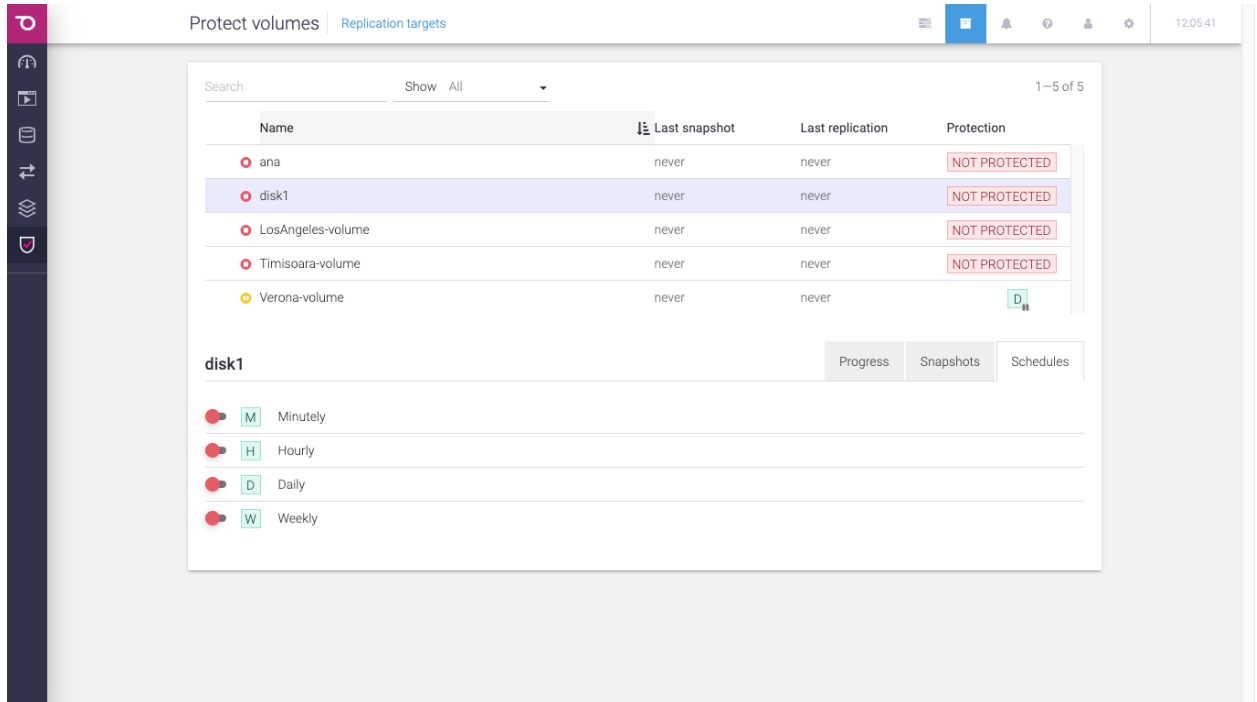 Protect volumes Replication targets 12:05:41
Search Show All 1—5 of 5
Name Last snapshot Last replication Protection
ana never never NOT PROTECTED
disk1 never never NOT PROTECTED
LosAngeles-volume never never NOT PROTECTED
Timisoara-volume never never NOT PROTECTED
Verona-volume never never D
disk1 Progress Snapshots Schedules
M Minutely
H Hourly
D Daily
W Weekly